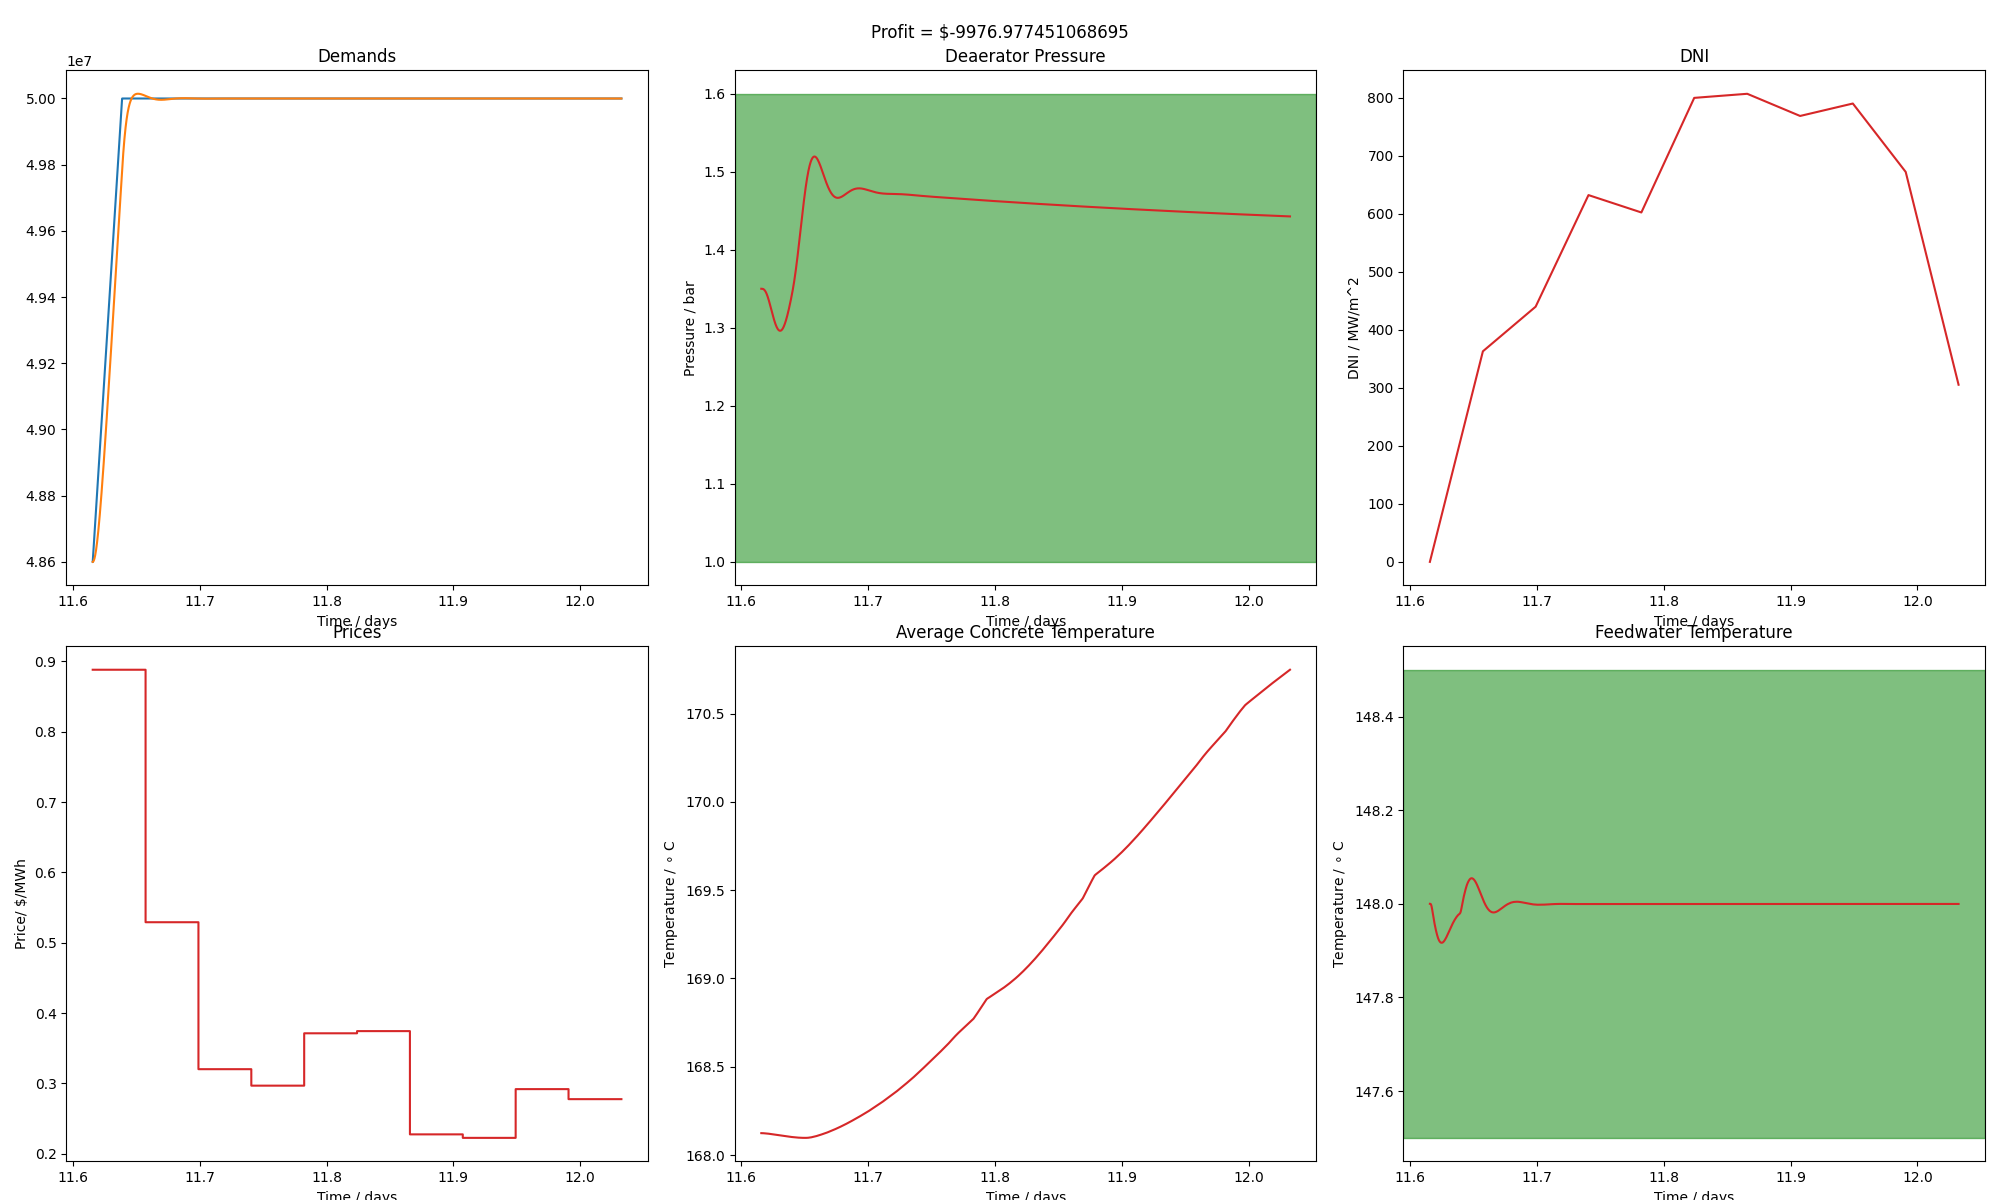 Profit = $-9976.977451068695
Demands
Deaerator Pressure
DNI
1e7
5.00
4.98
4.96
4.94
4.92
4.90
4.88
4.86
11.6 11.7 11.8 11.9 12.0
Time / days
Pressure / bar
1.6
1.5
1.4
1.3
1.2
1.1
1.0
11.6 11.7 11.8 11.9 12.0
Time / days
DNI / MW/m^2
800
700
600
500
400
300
200
100
0
11.6 11.7 11.8 11.9 12.0
Time / days
Prices
Average Concrete Temperature
Feedwater Temperature
Price/ $/MWh
0.9
0.8
0.7
0.6
0.5
0.4
0.3
0.2
11.6 11.7 11.8 11.9 12.0
Time / days
Temperature / ∘ C
170.5
170.0
169.5
169.0
168.5
168.0
11.6 11.7 11.8 11.9 12.0
Time / days
Temperature / ∘ C
148.4
148.2
148.0
147.8
147.6
11.6 11.7 11.8 11.9 12.0
Time / days